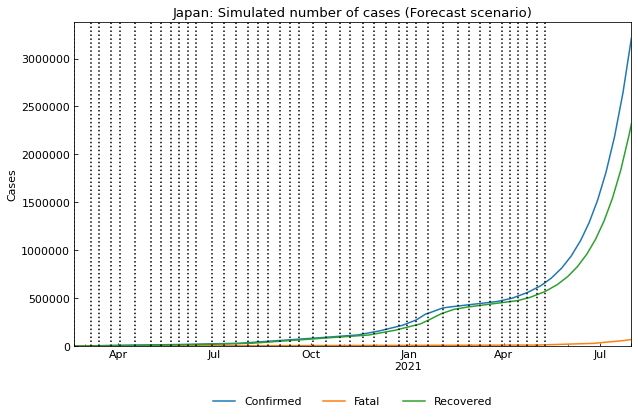 Japan: Simulated number of cases (Forecast scenario)
3000000
2500000
2000000
1500000
1000000
500000
0
Cases
Apr Jul Oct Jan Apr Jul
2021
Confirmed Fatal Recovered